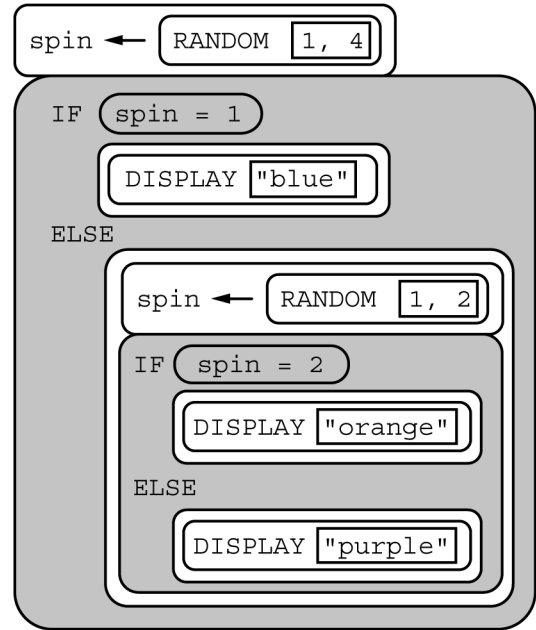 spin ← RANDOM 1, 4
IF spin = 1
DISPLAY "blue"
ELSE
spin ← RANDOM 1, 2
IF spin = 2
DISPLAY "orange"
ELSE
DISPLAY "purple"